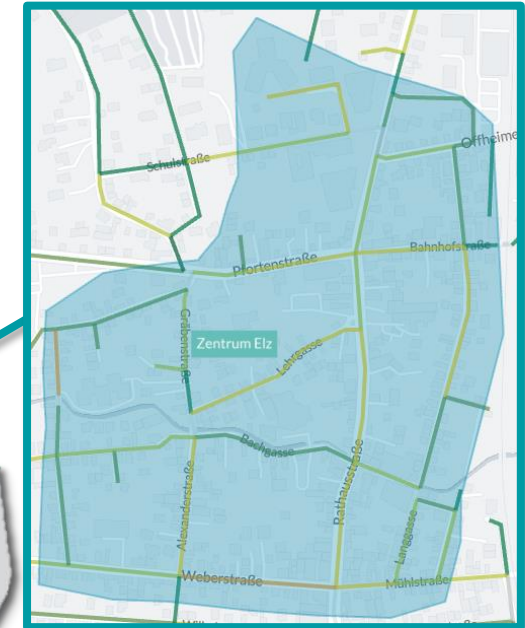 Offheime
Schulstraße
Bahnhofstraße
Pfortenstraße
Grabenstraße
Zentrum Elz
Lehrgasse
Bachgasse
Rathausstraße
Alexanderstraße
Langgasse
Weberstraße
Mühlstraße